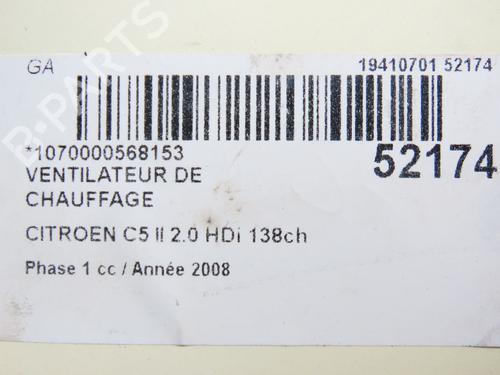 GA
19410701 52174
*1070000568153
52174
VENTILATEUR DE
CHAUFFAGE
CITROEN C5 II 2.0 HDi 138ch
Phase 1 cc / Année 2008
B-PARTS